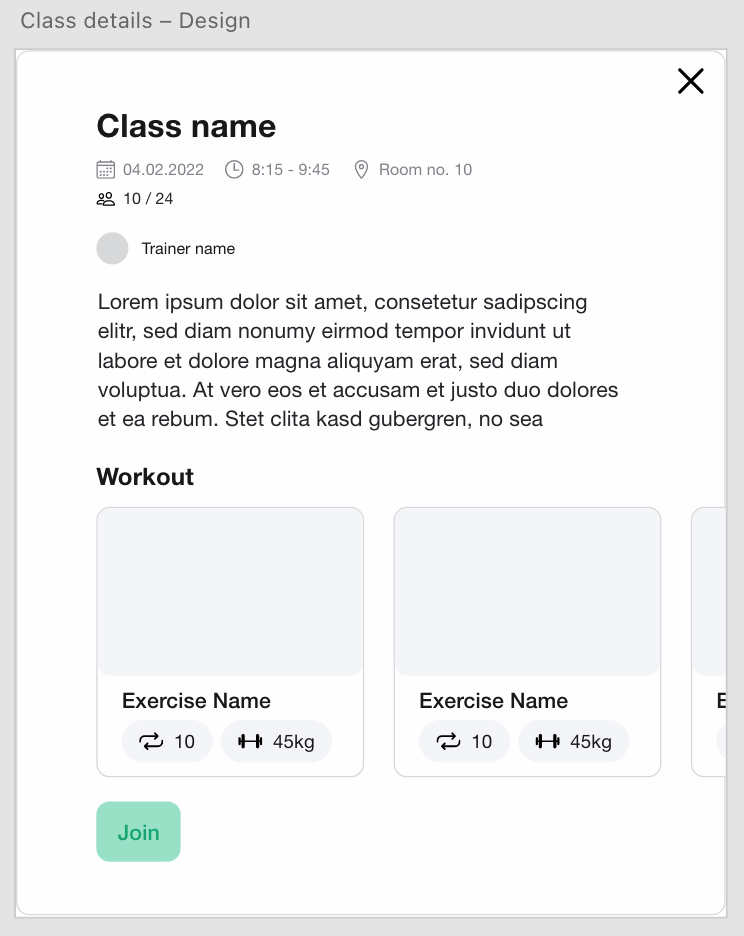 Class details – Design
Class name
04.02.2022 8:15 - 9:45 Room no. 10
10 / 24
Trainer name
Lorem ipsum dolor sit amet, consetetur sadipscing
elitr, sed diam nonumy eirmod tempor invidunt ut
labore et dolore magna aliquyam erat, sed diam
voluptua. At vero eos et accusam et justo duo dolores
et ea rebum. Stet clita kasd gubergren, no sea
Workout
Exercise Name Exercise Name
10 45kg 10 45kg
Join